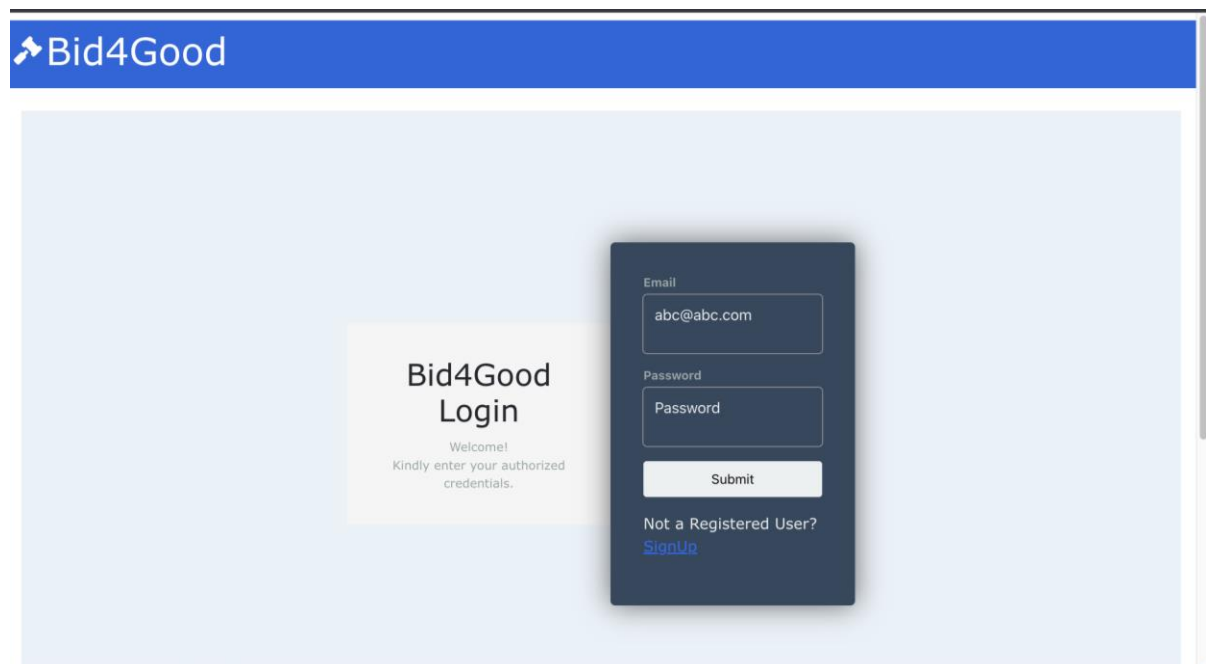 Bid4Good
Bid4Good
Login
Welcome!
Kindly enter your authorized
credentials.
Email
abc@abc.com
Password
Password
Submit
Not a Registered User?
SignUp